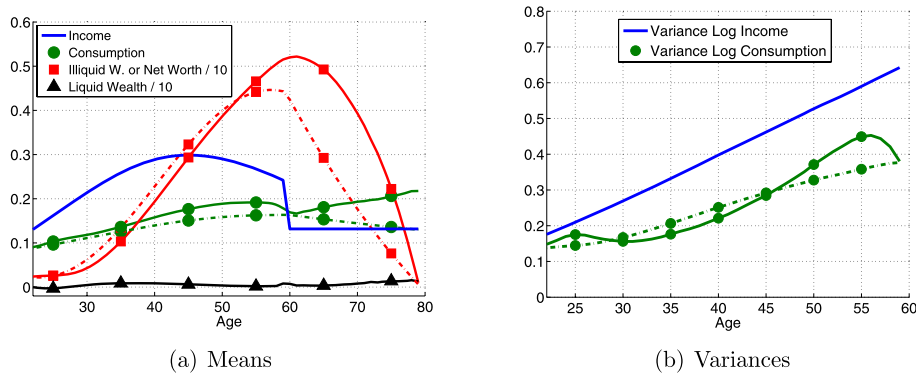 0.6
0.5
0.4
0.3
0.2
0.1
0
Income
Consumption
Illiquid W. or Net Worth / 10
Liquid Wealth / 10
30 40 50 60 70 80
Age
(a) Means
0.8
0.7
0.6
0.5
0.4
0.3
0.2
0.1
0
Variance Log Income
Variance Log Consumption
25 30 35 40 45 50 55 60
Age
(b) Variances